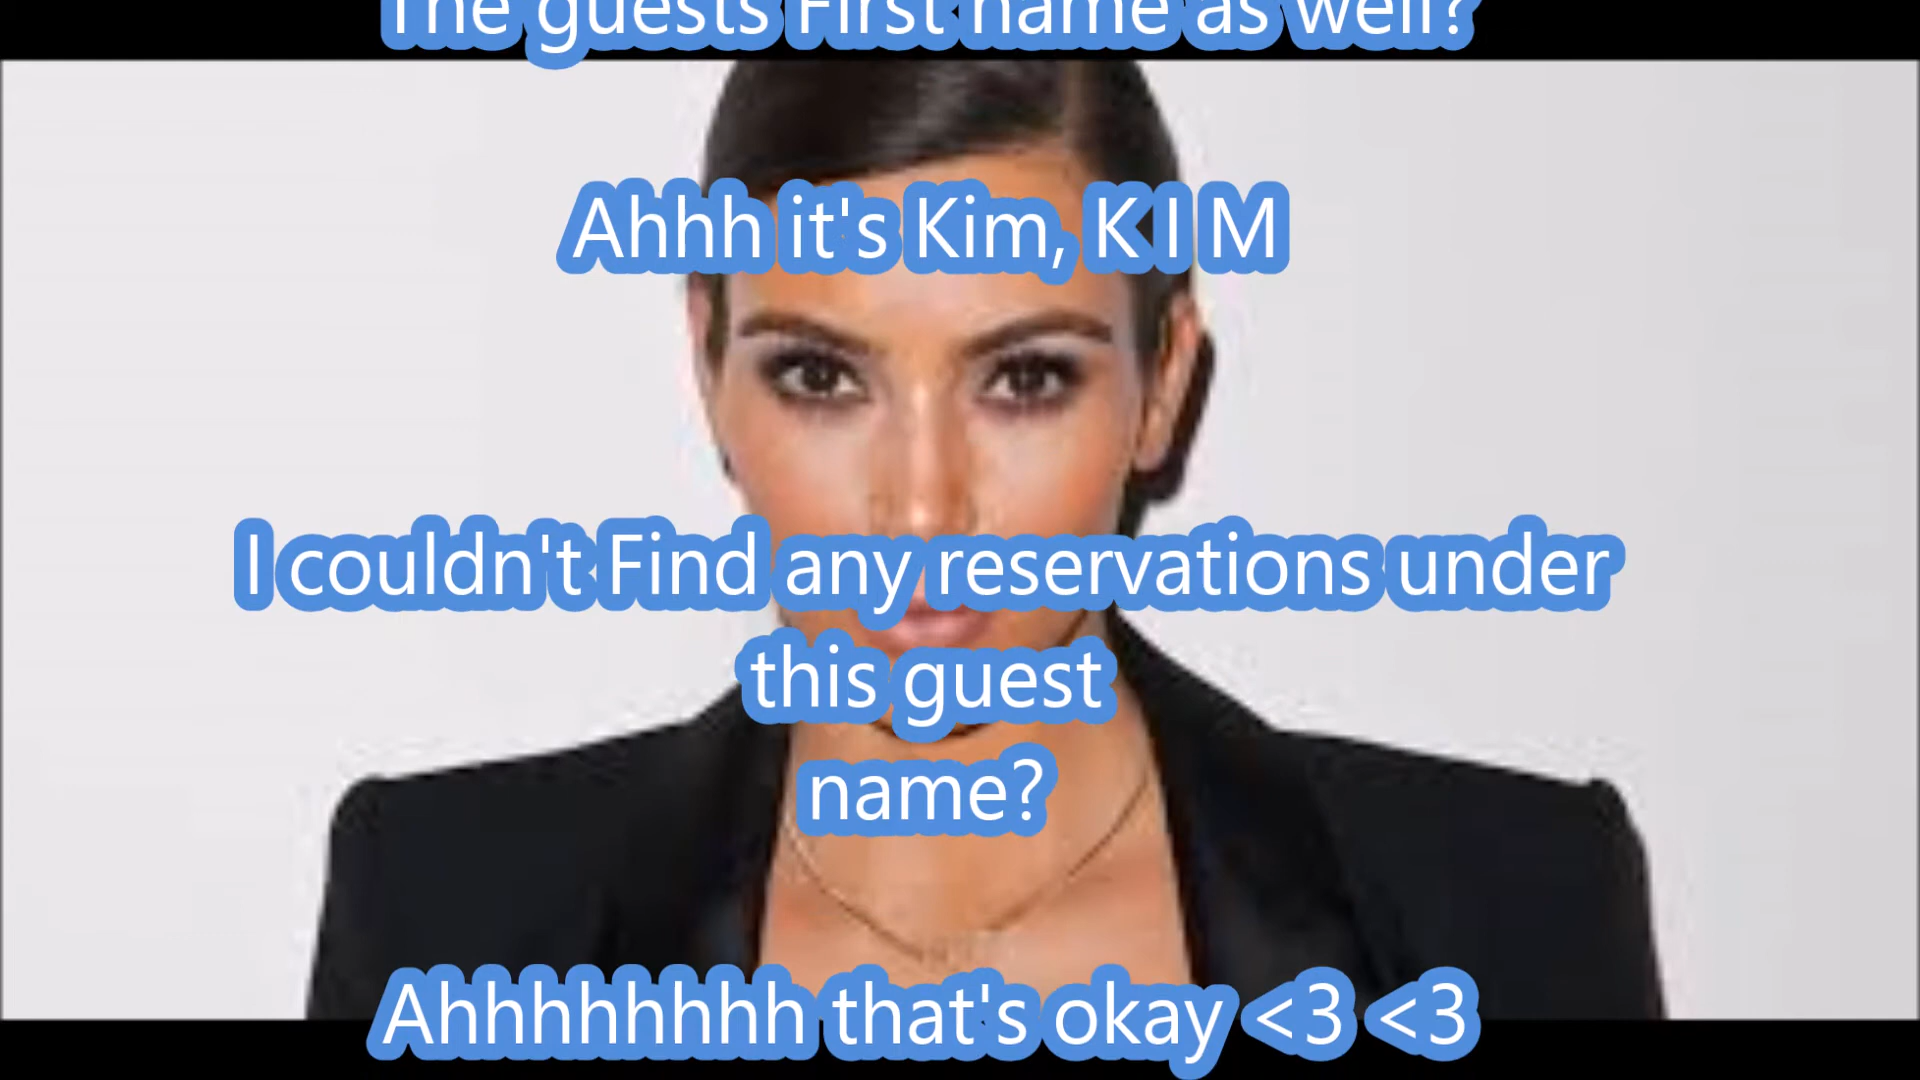 The guests First name as well?
Ahhh it's Kim, K I M
I couldn't Find any reservations under
this guest
name?
Ahhhhhhhh that's okay <3 <3